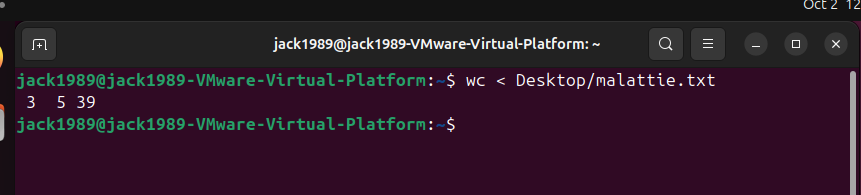 Oct 2 12
jack1989@jack1989-VMware-Virtual-Platform: ~
jack1989@jack1989-VMware-Virtual-Platform:~$ wc < Desktop/malattie.txt
 3  5 39
jack1989@jack1989-VMware-Virtual-Platform:~$